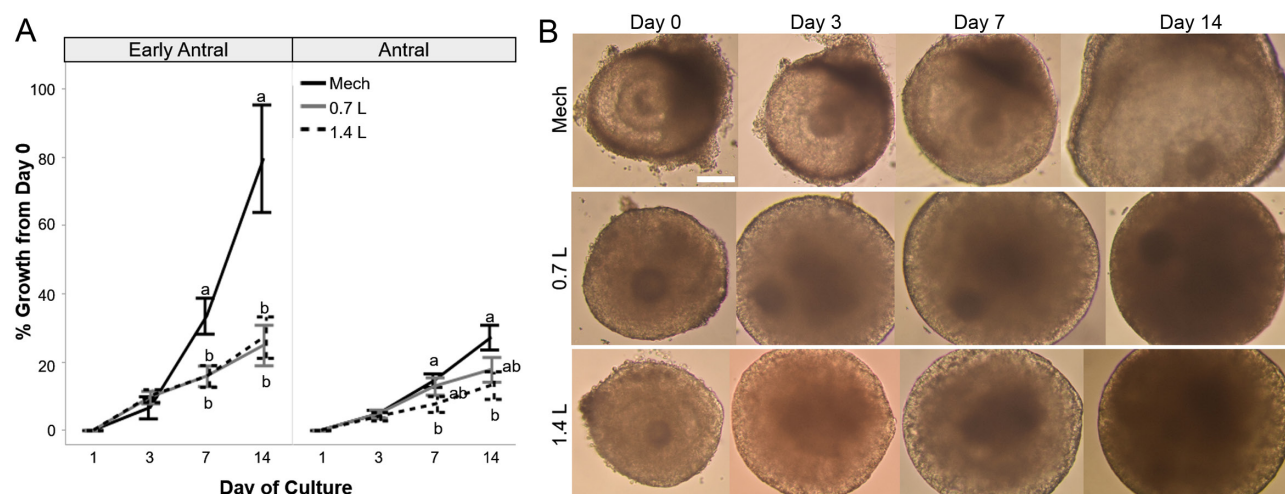 A
Early Antral
Antral
% Growth from Day 0
100
80
60
40
20
0
a
a
b
b
b
b
Mech
0.7 L
1.4 L
a
a
ab
ab
b
b
1
3
7
14
1
3
7
14
Day of Culture
B
Day 0
Day 3
Day 7
Day 14
Mech
0.7 L
1.4 L